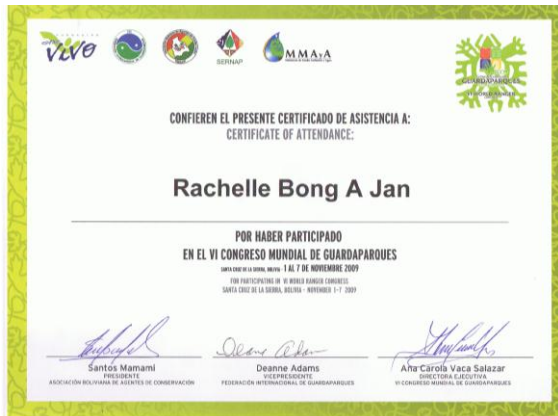 ViVO
SERNAP
MMAyA
GUARDAPARQUES
CONFIEREN EL PRESENTE CERTIFICADO DE ASISTENCIA A:
CERTIFICATE OF ATTENDANCE:
Rachelle Bong A Jan
POR HABER PARTICIPADO
EN EL VI CONGRESO MUNDIAL DE GUARDAPARQUES
SANTA CRUZ DE LA SIERRA, BOLIVIA - 1 AL 7 DE NOVIEMBRE 2009
FOR PARTICIPATING IN VI WORLD RANGER CONGRESS
SANTA CRUZ DE LA SIERRA, BOLIVIA - NOVEMBER 1-7 2009
Deane Adams
Santos Mamami
PRESIDENTE
ASOCIACIÓN BOLIVIANA DE AGENTES DE CONSERVACIÓN
Deanne Adams
VICEPRESIDENTE
FEDERACIÓN INTERNACIONAL DE GUARDAPARQUES
Ana Carola Vaca Salazar
DIRECTORA EJECUTIVA
VI CONGRESO MUNDIAL DE GUARDAPARQUES